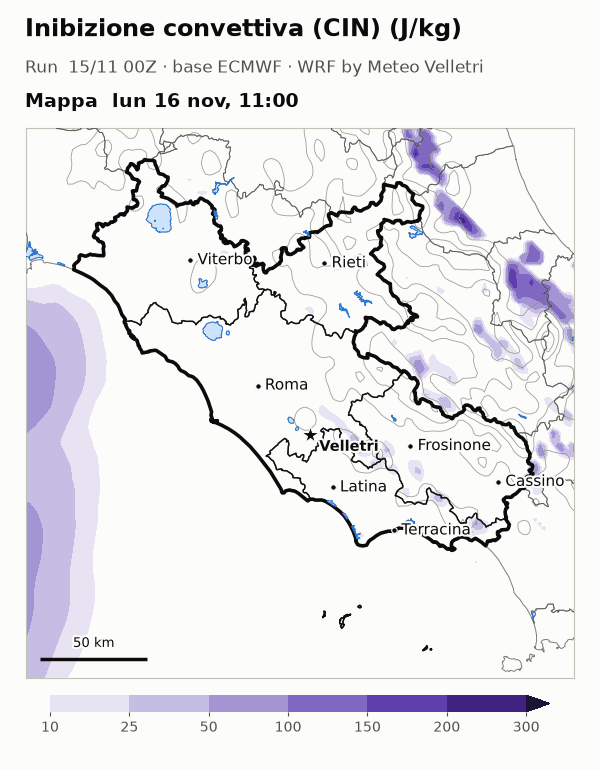 Inibizione convettiva (CIN) (J/kg)
Run  15/11 00Z · base ECMWF · WRF by Meteo Velletri
Mappa  lun 16 nov, 11:00
Viterbo
Rieti
Roma
Velletri
Frosinone
Latina
Cassino
Terracina
50 km
10 25 50 100 150 200 300